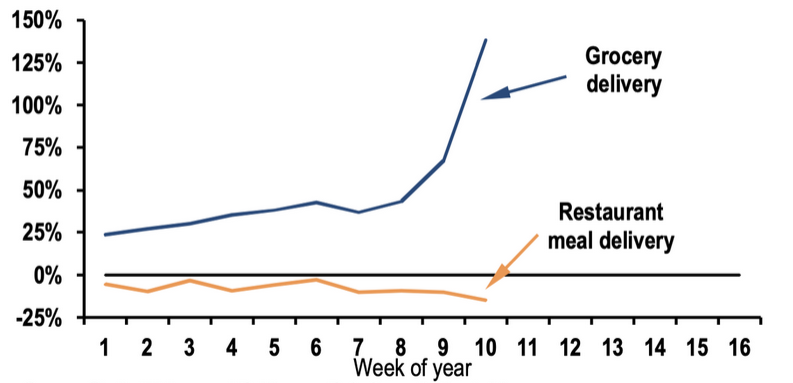 150%
125%
100%
75%
50%
25%
0%
-25%
Grocery
delivery
Restaurant
meal delivery
1 2 3 4 5 6 7 8 9 10 11 12 13 14 15 16
Week of year